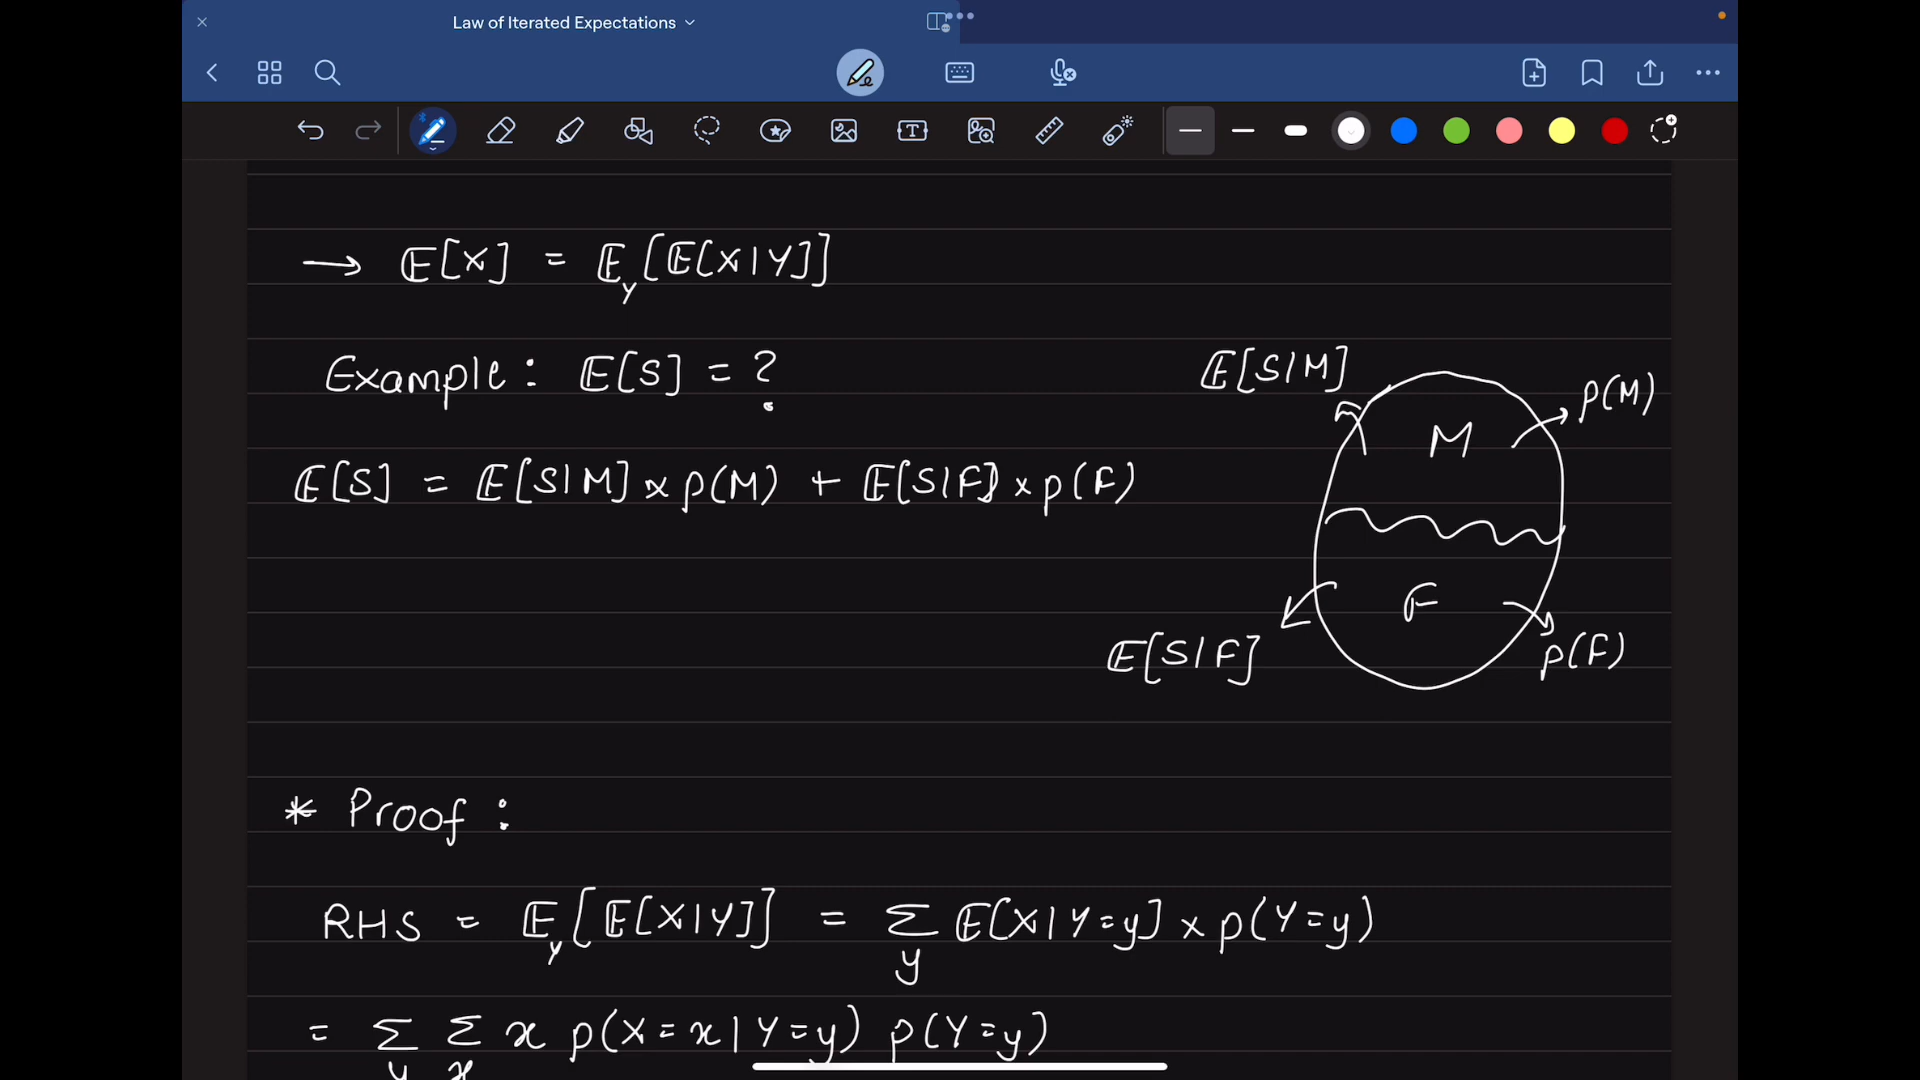 Law of Iterated Expectations
→ 𝔼[X] = 𝔼_Y[𝔼[X|Y]]
Example: 𝔼[S] = ?
𝔼[S|M]
p(M)
M
𝔼[S] = 𝔼[S|M] × p(M) + 𝔼[S|F] × p(F)
F
𝔼[S|F]
p(F)
* Proof:
RHS = 𝔼_Y[𝔼[X|Y]] = Σ_y 𝔼[X|Y=y] × p(Y=y)
= Σ_y Σ_x x p(X=x|Y=y) p(Y=y)